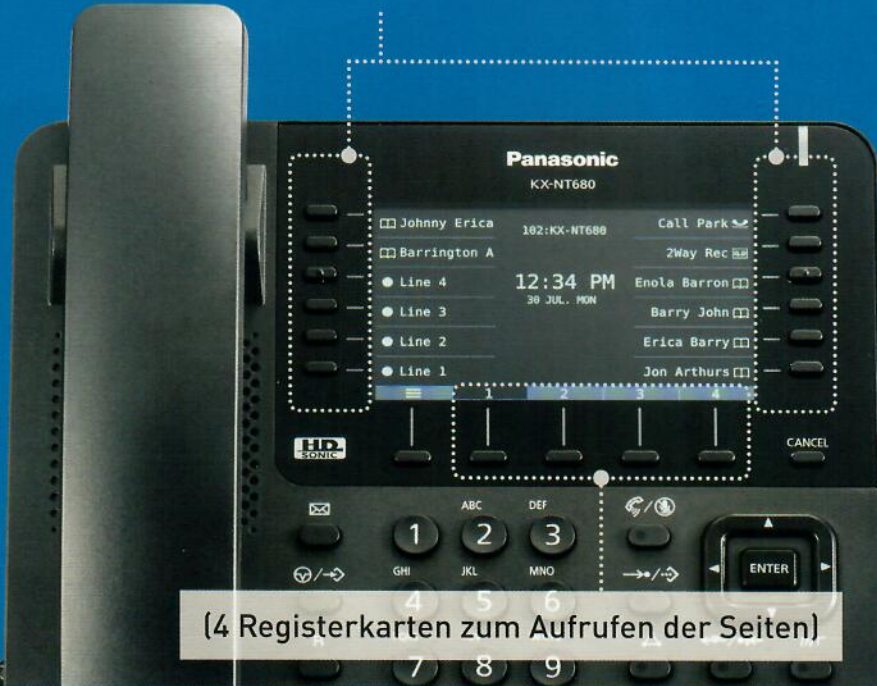 Panasonic
KX-NT680
Johnny Erica
102:KX-NT680
Call Park
Barrington A
2Way Rec
Line 4
12:34 PM
Enola Barron
30 JUL. MON
Line 3
Barry John
Line 2
Erica Barry
Line 1
Jon Arthurs
1 2 3 4
HD SONIC
CANCEL
ABC DEF
1 2 3
GHI JKL MNO
ENTER
4 5 6
(4 Registerkarten zum Aufrufen der Seiten)
7 8 9